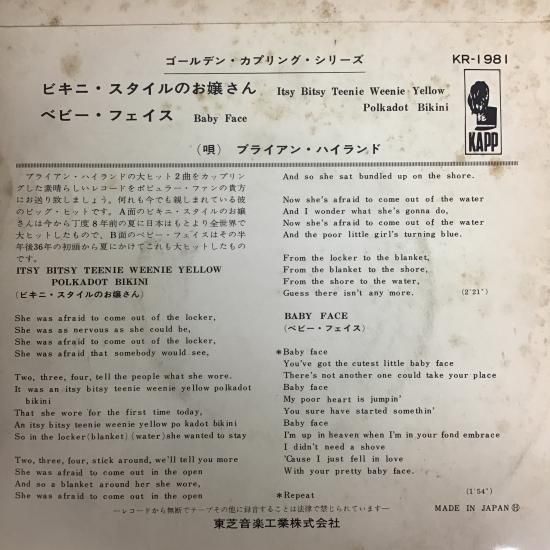 ゴールデン・カプリング・シリーズ
KR-1981
ビキニ・スタイルのお嬢さん Itsy Bitsy Teenie Weenie Yellow
Polkadot Bikini
ベビー・フェイス Baby Face
KAPP
(唄) ブライアン・ハイランド
ブライアン・ハイランドの大ヒット2曲をカップリン
グした素晴らしいレコードをポピュラー・ファンの貴方
にお送り致しましょう。何れも今でも親しまれている彼
のビッグ・ヒットです。A面のビキニ・スタイルのお嬢
さんは今から丁度8年前の夏に日本はもとより全世界で
大ヒットしたもので、B面のベビー・フェイスはその半
年後36年の初頭から夏にかけてこれも大ヒットしたもの
です。
ITSY BITSY TEENIE WEENIE YELLOW
POLKADOT BIKINI
(ビキニ・スタイルのお嬢さん)
She was afraid to come out of the locker,
She was as nervous as she could be,
She was afraid to come out of the locker,
She was afraid that somebody would see,
Two, three, four, tell the people what she wore.
It was an itsy bitsy teenie weenie yellow polkadot
bikini
That she wore for the first time today,
An itsy bitsy teenie weenie yellow po kadot bikini
So in the locker (blanket) (water) she wanted to stay
Two, three, four, stick around, we'll tell you more
She was afraid to come out in the open
And so a blanket around her she wore,
She was afraid to come out in the open
And so she sat bundled up on the shore.
Now she's afraid to come out of the water
And I wonder what she's gonna do,
Now she's afraid to come out of the water
And the poor little girl's turning blue.
From the locker to the blanket,
From the blanket to the shore,
From the shore to the water,
Guess there isn't any more. (2'21")
BABY FACE
(ベビー・フェイス)
*Baby face
You've got the cutest little baby face
There's not another one could take your place
Baby face
My poor heart is jumpin'
You sure have started somethin'
Baby face
I'm up in heaven when I'm in your fond embrace
I didn't need a shove
'Cause I just fell in love
With your pretty baby face.
*Repeat (1'54")
—レコードから無断でテープその他に録音することは法律で禁じられています—
MADE IN JAPAN
東芝音楽工業株式会社